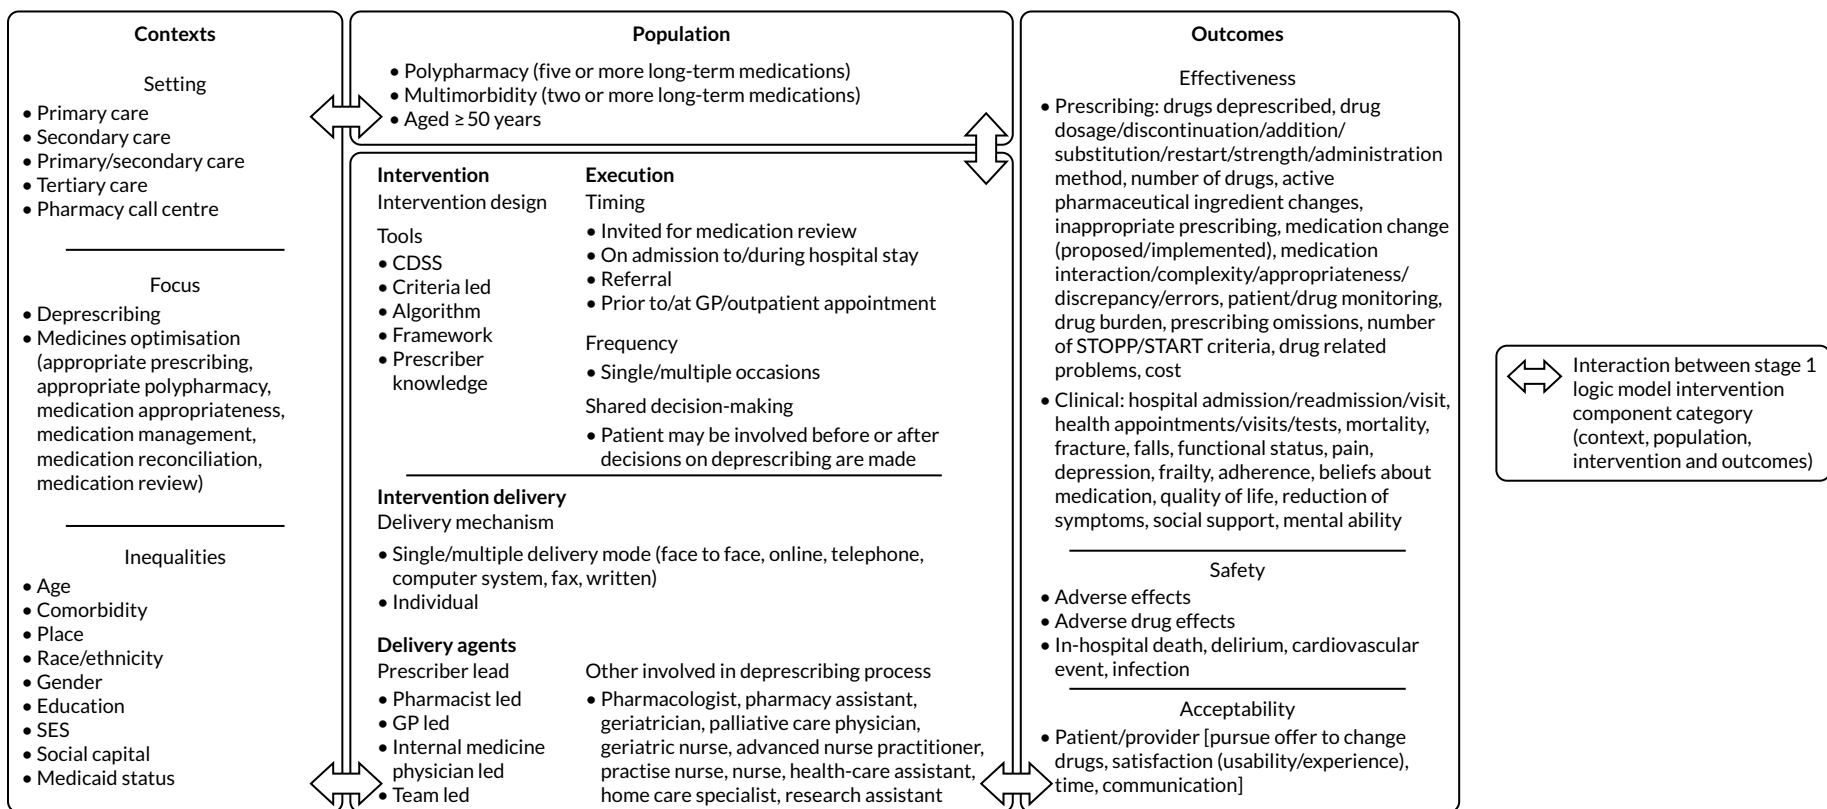 Contexts
Setting
• Primary care
• Secondary care
• Primary/secondary care
• Tertiary care
• Pharmacy call centre
Focus
• Deprescribing
• Medicines optimisation
(appropriate prescribing,
appropriate polypharmacy,
medication appropriateness,
medication management,
medication reconciliation,
medication review)
Inequalities
• Age
• Comorbidity
• Place
• Race/ethnicity
• Gender
• Education
• SES
• Social capital
• Medicaid status
Population
• Polypharmacy (five or more long-term medications)
• Multimorbidity (two or more long-term medications)
• Aged ≥ 50 years
Intervention
Intervention design
Tools
• CDSS
• Criteria led
• Algorithm
• Framework
• Prescriber
knowledge
Execution
Timing
• Invited for medication review
• On admission to/during hospital stay
• Referral
• Prior to/at GP/outpatient appointment
Frequency
• Single/multiple occasions
Shared decision-making
• Patient may be involved before or after
decisions on deprescribing are made
Intervention delivery
Delivery mechanism
• Single/multiple delivery mode (face to face, online, telephone,
computer system, fax, written)
• Individual
Delivery agents
Prescriber lead
• Pharmacist led
• GP led
• Internal medicine
physician led
• Team led
Other involved in deprescribing process
• Pharmacologist, pharmacy assistant,
geriatrician, palliative care physician,
geriatric nurse, advanced nurse practitioner,
practise nurse, nurse, health-care assistant,
home care specialist, research assistant
Outcomes
Effectiveness
• Prescribing: drugs deprescribed, drug
dosage/discontinuation/addition/
substitution/restart/strength/administration
method, number of drugs, active
pharmaceutical ingredient changes,
inappropriate prescribing, medication change
(proposed/implemented), medication
interaction/complexity/appropriateness/
discrepancy/errors, patient/drug monitoring,
drug burden, prescribing omissions, number
of STOPP/START criteria, drug related
problems, cost
• Clinical: hospital admission/readmission/visit,
health appointments/visits/tests, mortality,
fracture, falls, functional status, pain,
depression, frailty, adherence, beliefs about
medication, quality of life, reduction of
symptoms, social support, mental ability
Safety
• Adverse effects
• Adverse drug effects
• In-hospital death, delirium, cardiovascular
event, infection
Acceptability
• Patient/provider [pursue offer to change
drugs, satisfaction (usability/experience),
time, communication]
Interaction between stage 1
logic model intervention
component category
(context, population,
intervention and outcomes)